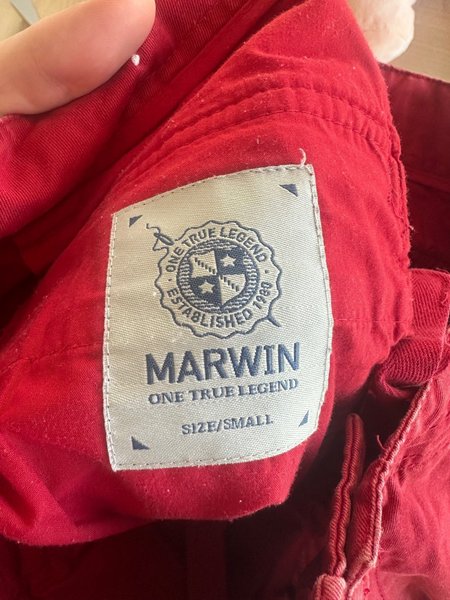 ONE TRUE LEGEND
ESTABLISHED 1980
MARWIN
ONE TRUE LEGEND
SIZE/SMALL